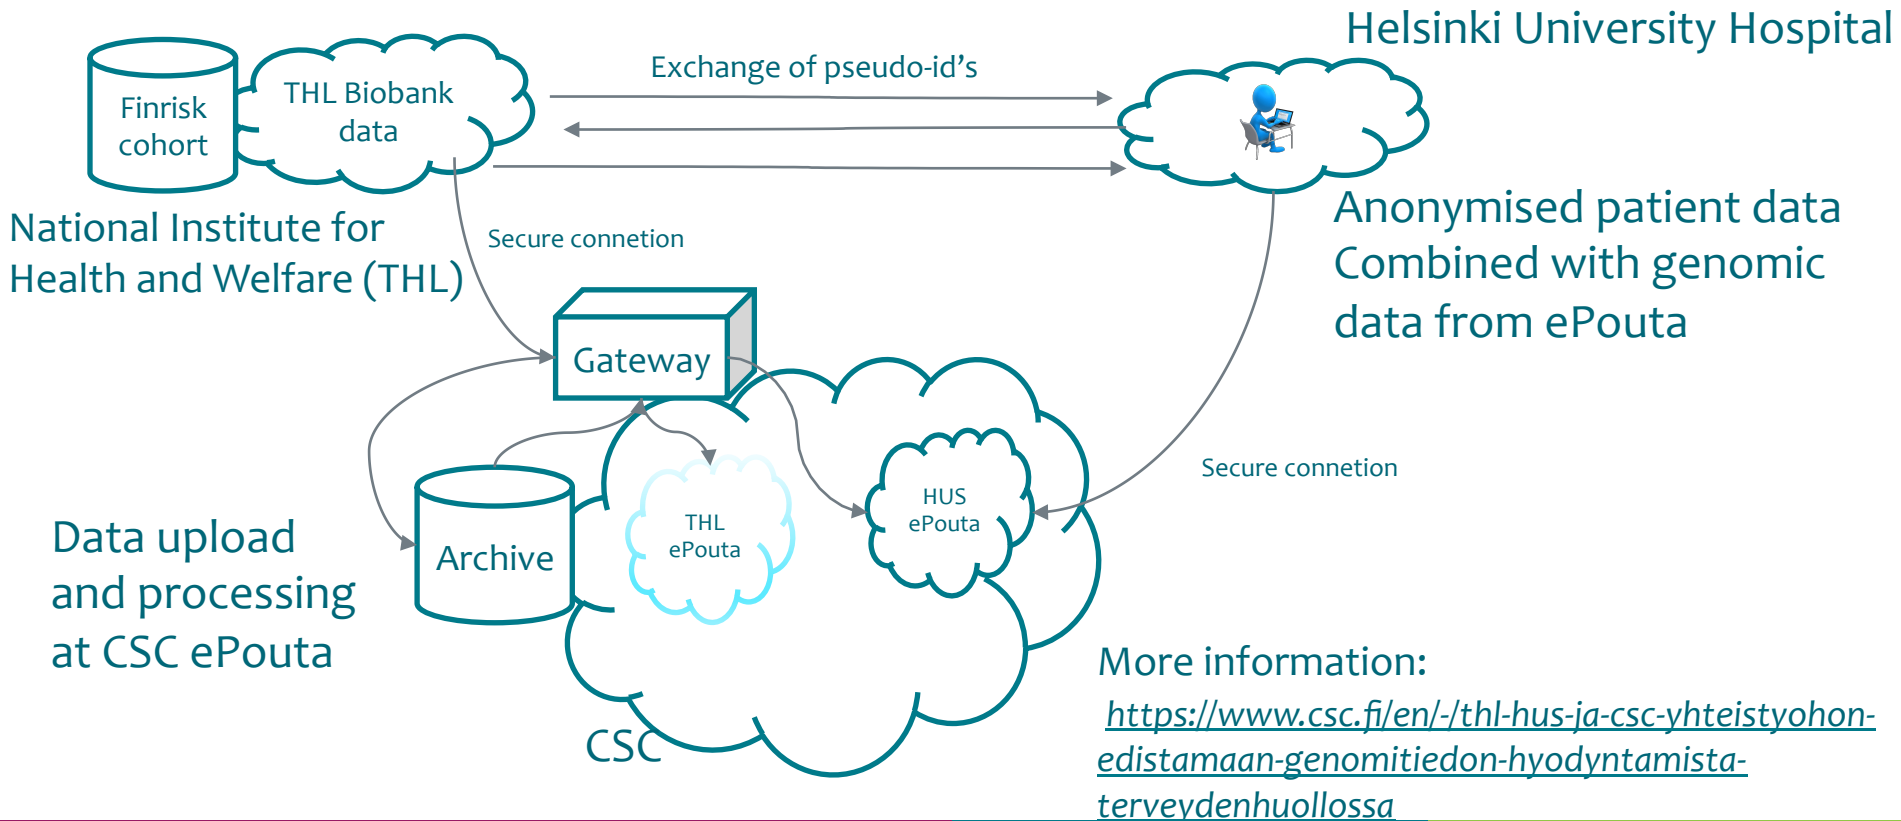 Helsinki University Hospital
Exchange of pseudo-id's
Finrisk
cohort
THL Biobank
data
National Institute for
Health and Welfare (THL)
Secure connetion
Anonymised patient data
Combined with genomic
data from ePouta
Gateway
Secure connetion
HUS
ePouta
THL
ePouta
Archive
Data upload
and processing
at CSC ePouta
CSC
More information:
https://www.csc.fi/en/-/thl-hus-ja-csc-yhteistyohon-
edistamaan-genomitiedon-hyodyntamista-
terveydenhuollossa